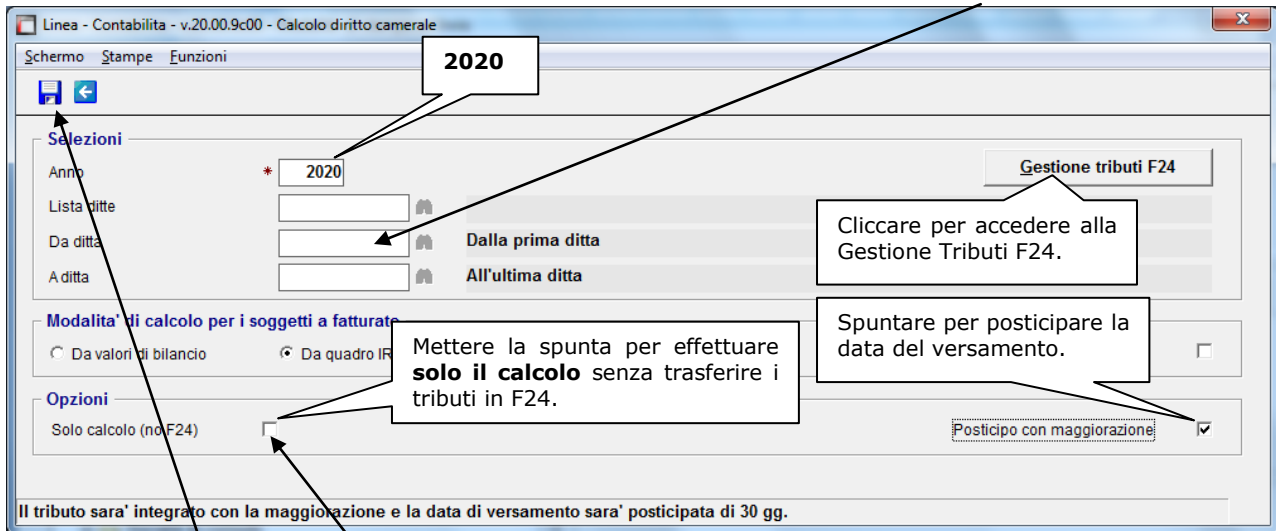 Linea - Contabilita - v.20.00.9c00 - Calcolo diritto camerale
Schermo Stampe Funzioni
2020
Selezioni
Anno * 2020
Gestione tributi F24
Lista ditte
Da ditta Dalla prima ditta
A ditta All'ultima ditta
Cliccare per accedere alla
Gestione Tributi F24.
Modalita' di calcolo per i soggetti a fatturato
Da valori di bilancio Da quadro IR
Mettere la spunta per effettuare
solo il calcolo senza trasferire i
tributi in F24.
Spuntare per posticipare la
data del versamento.
Opzioni
Solo calcolo (no F24)
Posticipo con maggiorazione
Il tributo sara' integrato con la maggiorazione e la data di versamento sara' posticipata di 30 gg.